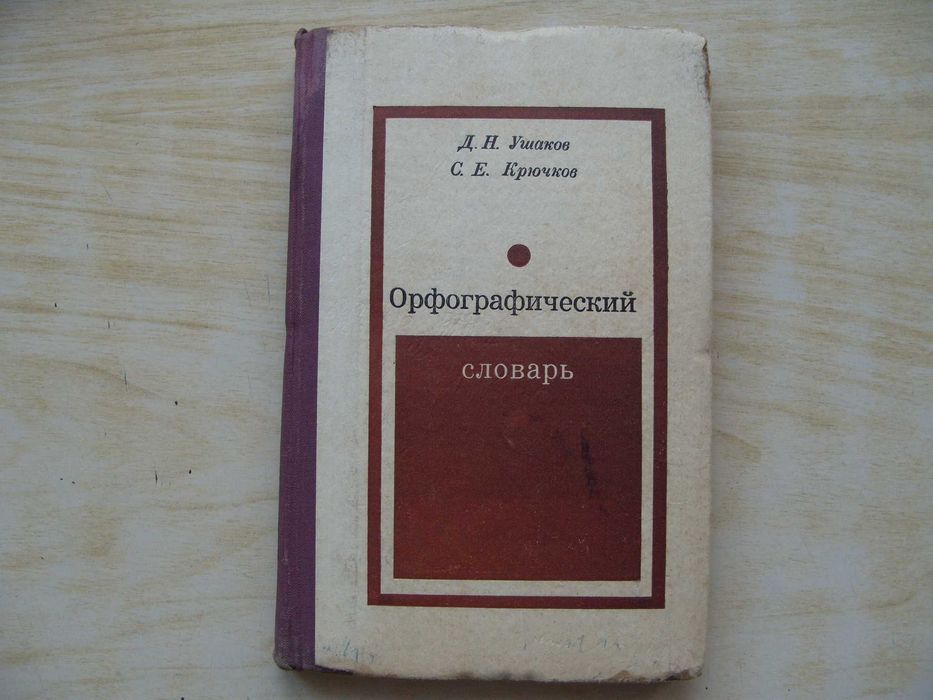 Д. Н. Ушаков
С. Е. Крючков
Орфографический
словарь